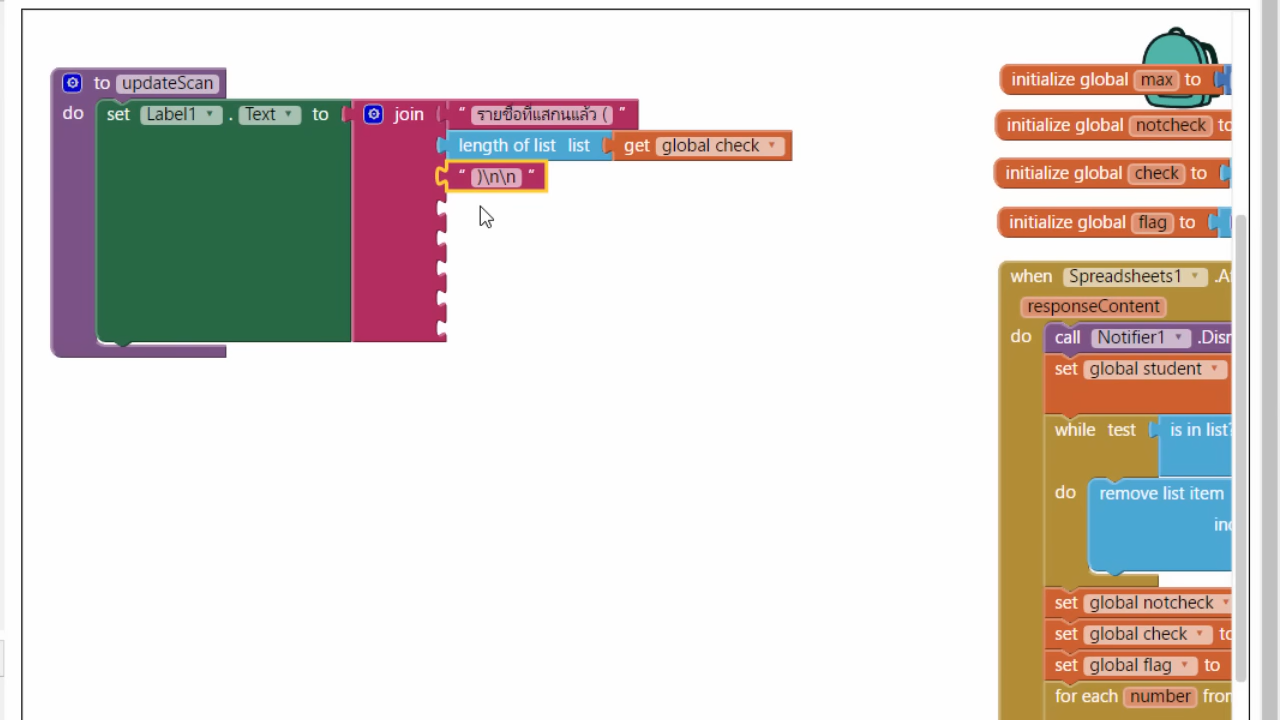 to updateScan
do set Label1 . Text to join " รายชื่อที่แสกนแล้ว ( "
length of list list get global check
" )\n\n "
initialize global max to
initialize global notcheck to
initialize global check to
initialize global flag to
when Spreadsheets1
responseContent
do call Notifier1
set global student
while test is in list?
do remove list item
set global notcheck
set global check to
set global flag to
for each number from